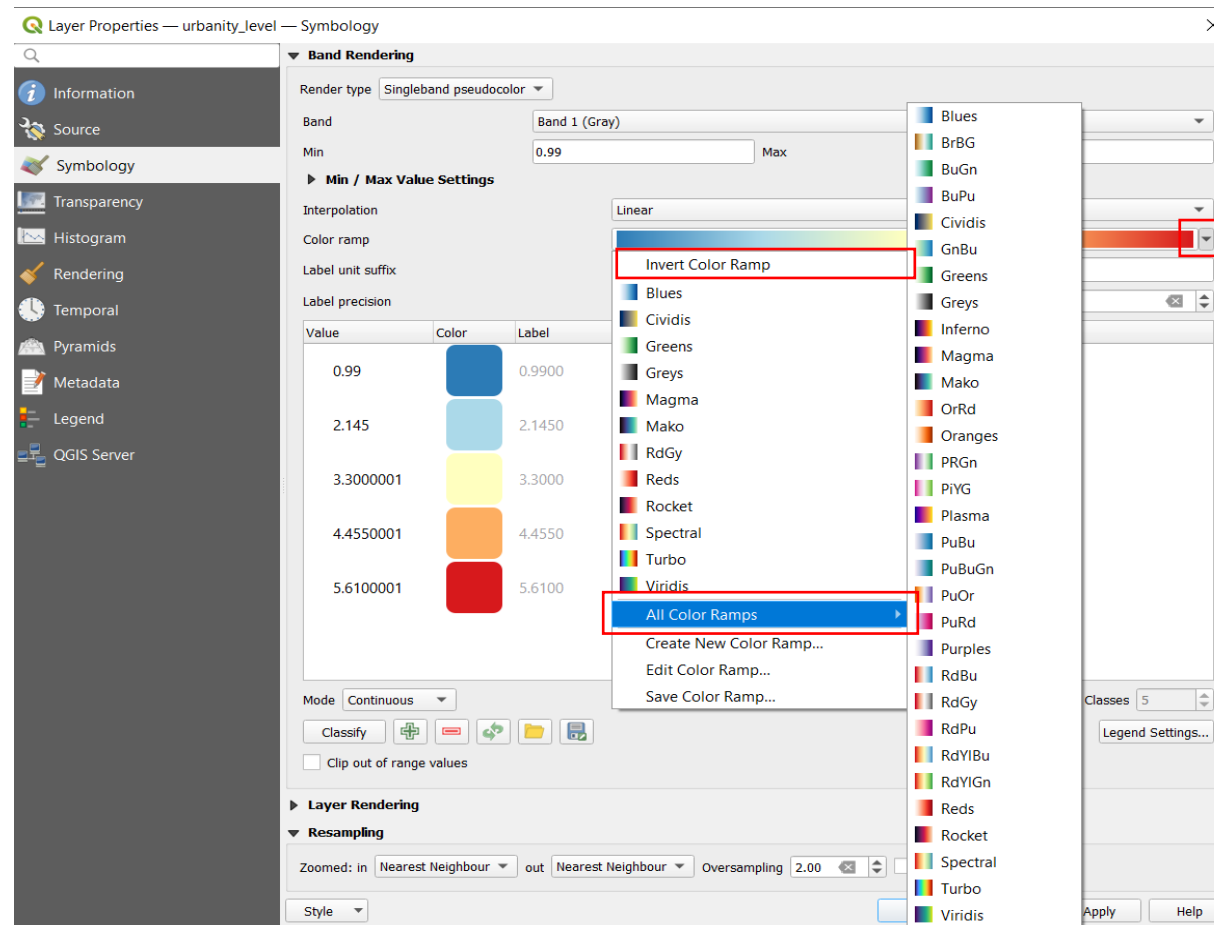 Layer Properties — urbanity_level — Symbology
Information
Source
Symbology
Transparency
Histogram
Rendering
Temporal
Pyramids
Metadata
Legend
QGIS Server
Band Rendering
Render type Singleband pseudocolor
Band Band 1 (Gray)
Min 0.99 Max
Min / Max Value Settings
Interpolation Linear
Color ramp
Label unit suffix
Label precision
Value Color Label
0.99 0.9900
2.145 2.1450
3.3000001 3.3000
4.4550001 4.4550
5.6100001 5.6100
Invert Color Ramp
Blues
Cividis
Greens
Greys
Magma
Mako
RdGy
Reds
Rocket
Spectral
Turbo
Viridis
All Color Ramps
Create New Color Ramp...
Edit Color Ramp...
Save Color Ramp...
Blues
BrBG
BuGn
BuPu
Cividis
GnBu
Greens
Greys
Inferno
Magma
Mako
OrRd
Oranges
PRGn
PiYG
Plasma
PuBu
PuBuGn
PuOr
PuRd
Purples
RdBu
RdGy
RdPu
RdYlBu
RdYlGn
Reds
Rocket
Spectral
Turbo
Viridis
Mode Continuous Classes 5
Classify Legend Settings...
Clip out of range values
Layer Rendering
Resampling
Zoomed: in Nearest Neighbour out Nearest Neighbour Oversampling 2.00
Style Apply Help